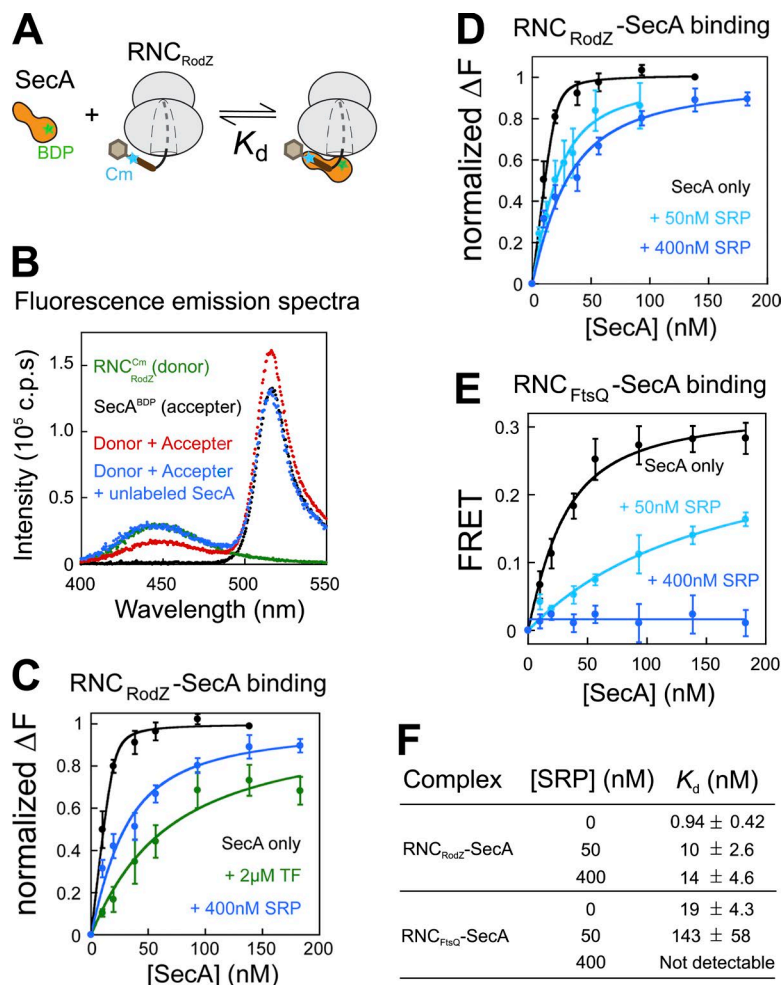 A
RNC_RodZ
SecA
+
BDP
Cm
K_d
B
Fluorescence emission spectra
RNC^Cm_RodZ (donor)
SecA^BDP (accepter)
Donor + Accepter
Donor + Accepter
+ unlabeled SecA
Intensity (10⁵ c.p.s)
1.5
1.0
0.5
0
400 450 500 550
Wavelength (nm)
C
RNC_RodZ-SecA binding
normalized ΔF
1
0.8
0.6
0.4
0.2
0
SecA only
+ 2μM TF
+ 400nM SRP
0 50 100 150 200
[SecA] (nM)
D
RNC_RodZ-SecA binding
normalized ΔF
1
0.8
0.6
0.4
0.2
0
SecA only
+ 50nM SRP
+ 400nM SRP
0 50 100 150 200
[SecA] (nM)
E
RNC_FtsQ-SecA binding
FRET
0.3
0.2
0.1
0
SecA only
+ 50nM SRP
+ 400nM SRP
0 50 100 150 200
[SecA] (nM)
F
Complex [SRP] (nM) K_d (nM)
0 0.94 ± 0.42
RNC_RodZ-SecA 50 10 ± 2.6
400 14 ± 4.6
0 19 ± 4.3
RNC_FtsQ-SecA 50 143 ± 58
400 Not detectable